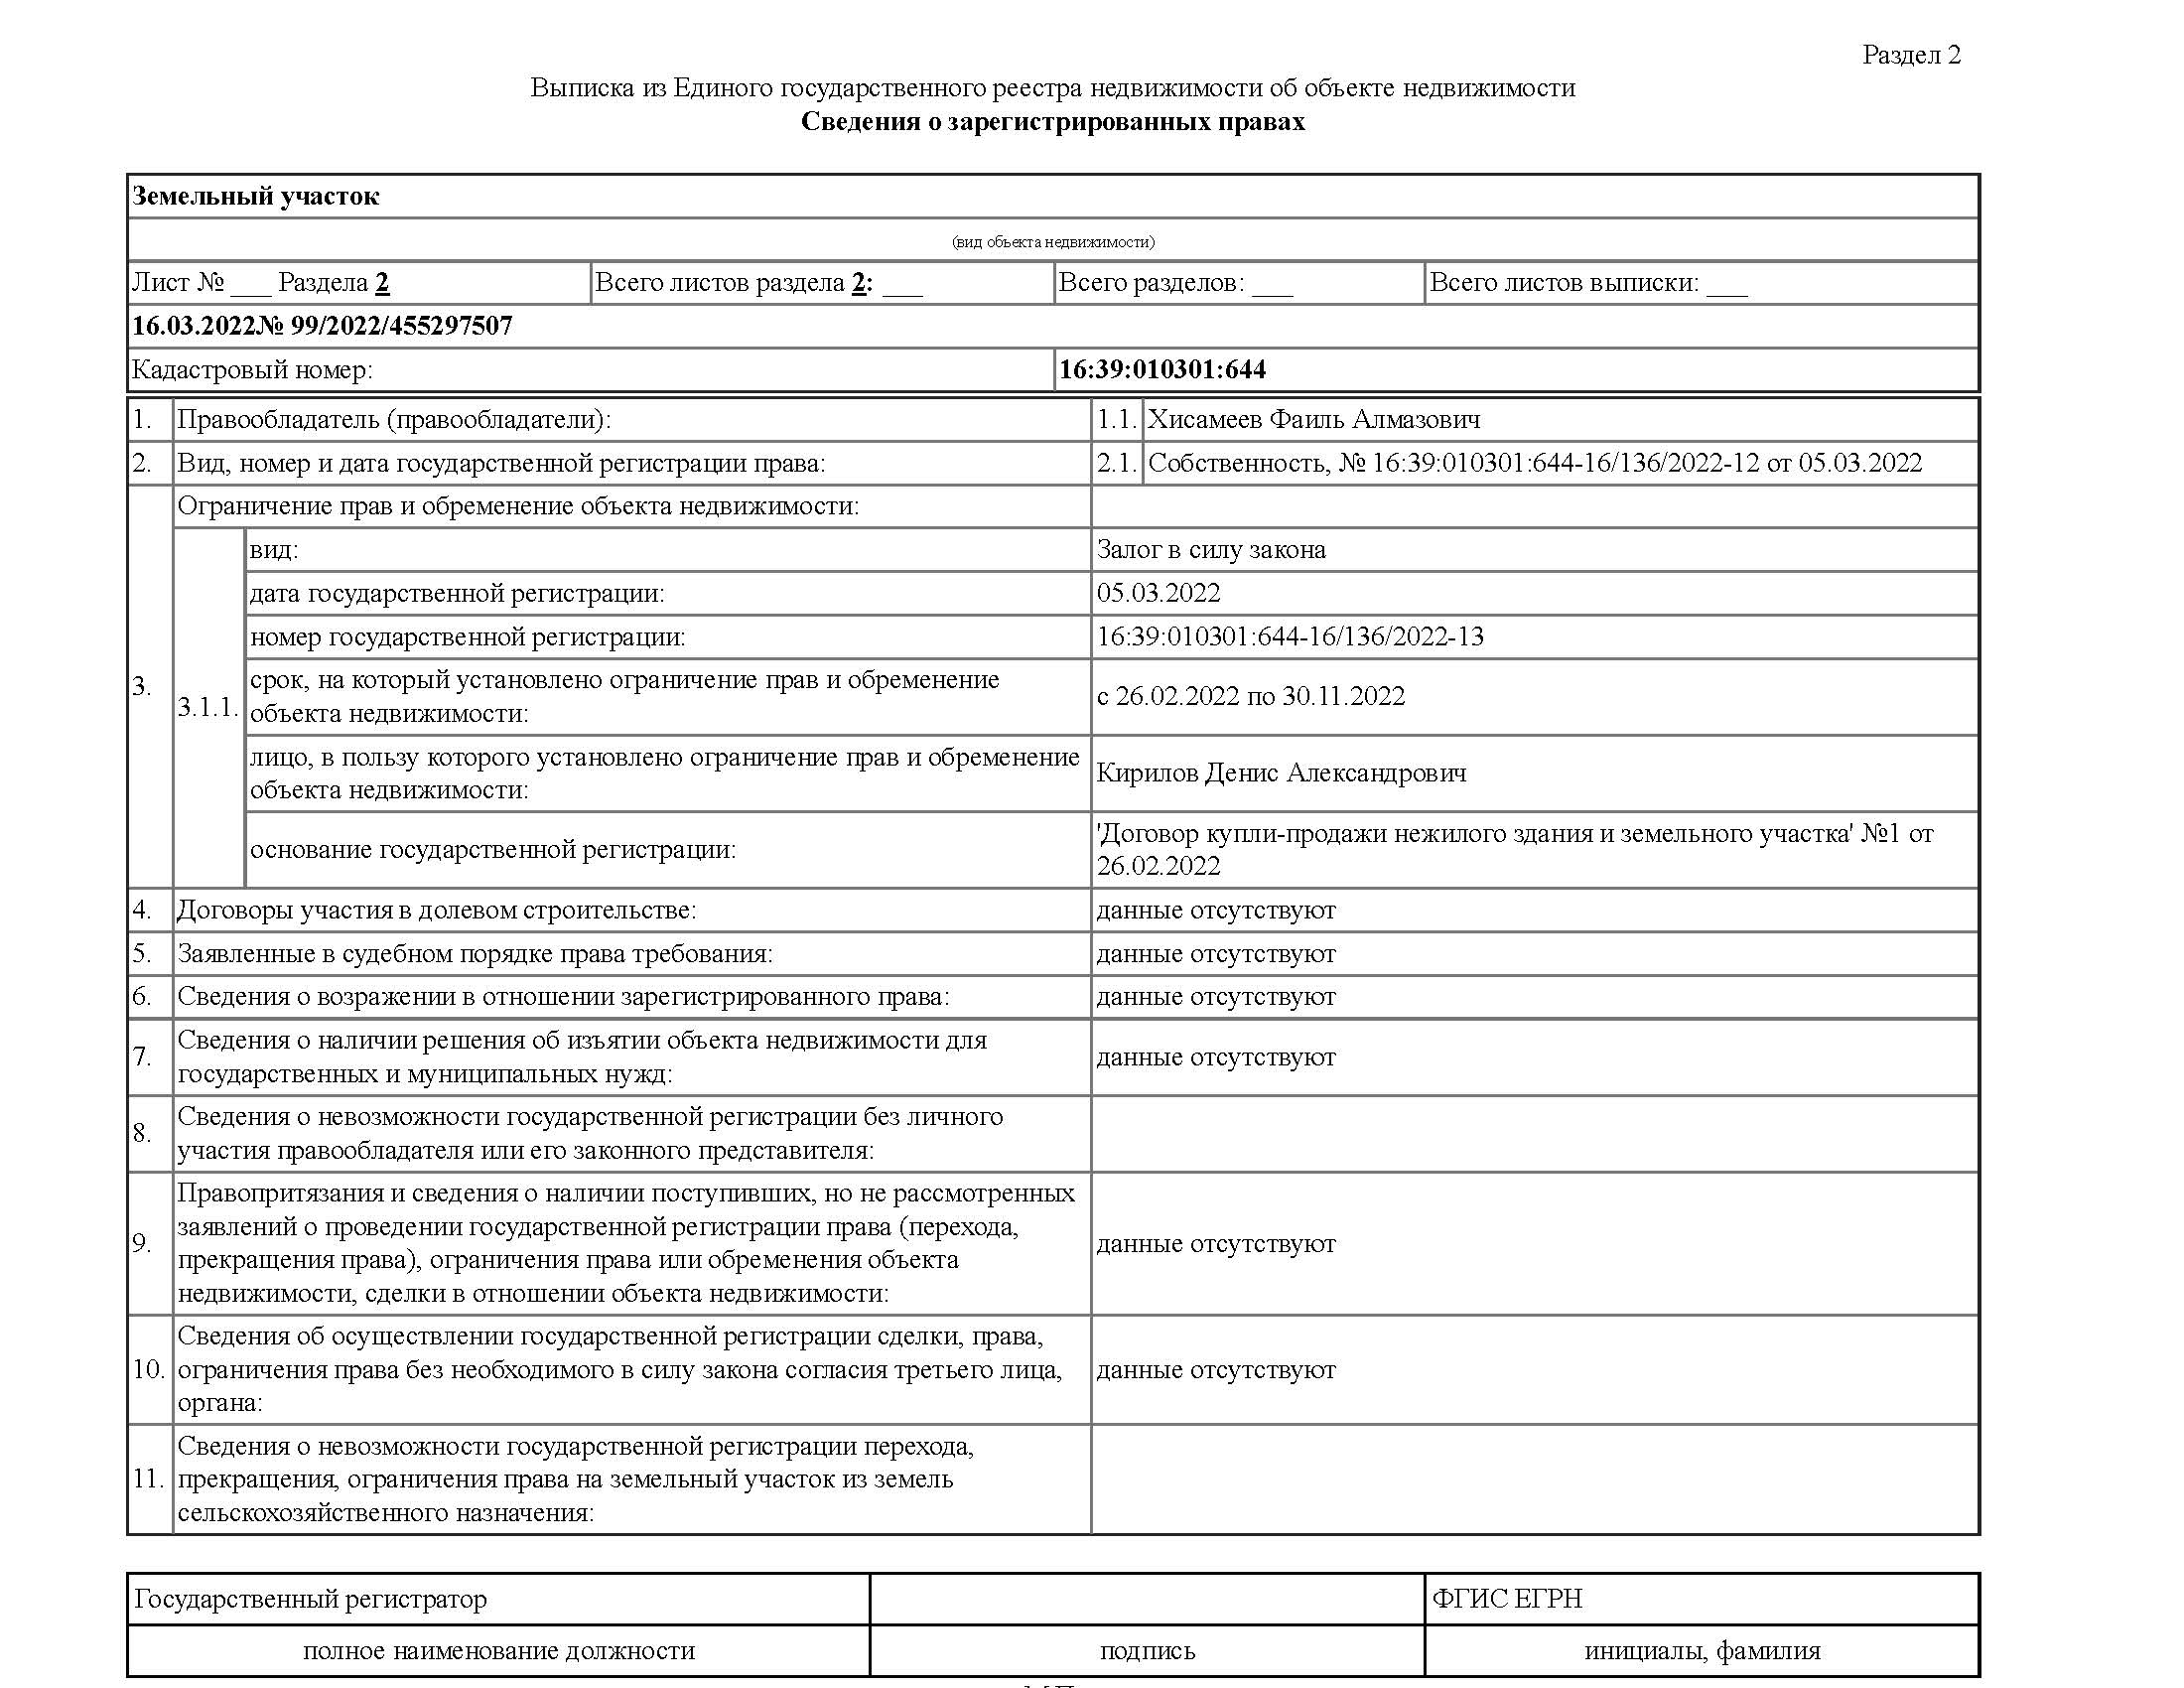 Раздел 2
Выписка из Единого государственного реестра недвижимости об объекте недвижимости
Сведения о зарегистрированных правах
Земельный участок
(вид объекта недвижимости)
Лист № ___ Раздела 2 Всего листов раздела 2: ___ Всего разделов: ___ Всего листов выписки: ___
16.03.2022№ 99/2022/455297507
Кадастровый номер: 16:39:010301:644
1. Правообладатель (правообладатели): 1.1. Хисамеев Фаиль Алмазович
2. Вид, номер и дата государственной регистрации права: 2.1. Собственность, № 16:39:010301:644-16/136/2022-12 от 05.03.2022
3. Ограничение прав и обременение объекта недвижимости:
3.1.1. вид: Залог в силу закона
дата государственной регистрации: 05.03.2022
номер государственной регистрации: 16:39:010301:644-16/136/2022-13
срок, на который установлено ограничение прав и обременение
объекта недвижимости: с 26.02.2022 по 30.11.2022
лицо, в пользу которого установлено ограничение прав и обременение
объекта недвижимости: Кирилов Денис Александрович
основание государственной регистрации: 'Договор купли-продажи нежилого здания и земельного участка' №1 от
26.02.2022
4. Договоры участия в долевом строительстве: данные отсутствуют
5. Заявленные в судебном порядке права требования: данные отсутствуют
6. Сведения о возражении в отношении зарегистрированного права: данные отсутствуют
7. Сведения о наличии решения об изъятии объекта недвижимости для
государственных и муниципальных нужд: данные отсутствуют
8. Сведения о невозможности государственной регистрации без личного
участия правообладателя или его законного представителя:
9. Правопритязания и сведения о наличии поступивших, но не рассмотренных
заявлений о проведении государственной регистрации права (перехода,
прекращения права), ограничения права или обременения объекта
недвижимости, сделки в отношении объекта недвижимости: данные отсутствуют
10. Сведения об осуществлении государственной регистрации сделки, права,
ограничения права без необходимого в силу закона согласия третьего лица,
органа: данные отсутствуют
11. Сведения о невозможности государственной регистрации перехода,
прекращения, ограничения права на земельный участок из земель
сельскохозяйственного назначения:
Государственный регистратор ФГИС ЕГРН
полное наименование должности подпись инициалы, фамилия